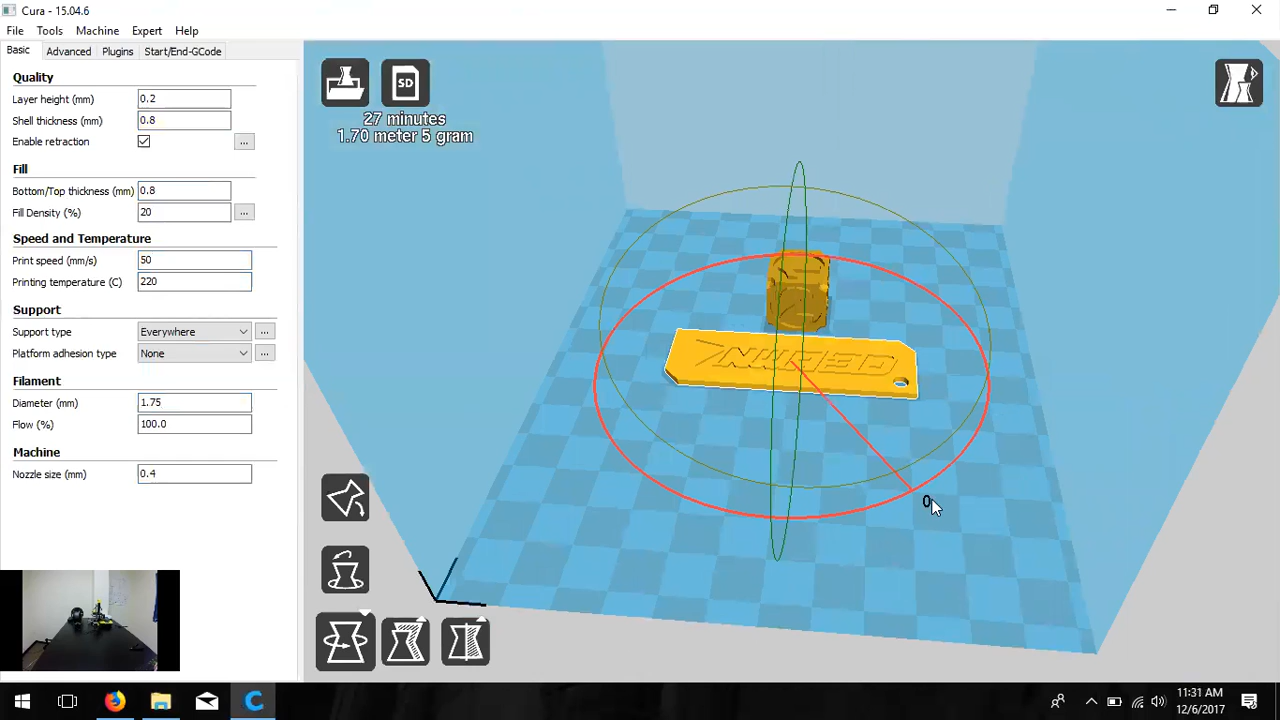 Cura - 15.04.6
File Tools Machine Expert Help
Basic Advanced Plugins Start/End-GCode
Quality
Layer height (mm) 0.2
Shell thickness (mm) 0.8
Enable retraction ...
Fill
Bottom/Top thickness (mm) 0.8
Fill Density (%) 20 ...
Speed and Temperature
Print speed (mm/s) 50
Printing temperature (C) 220
Support
Support type Everywhere ...
Platform adhesion type None ...
Filament
Diameter (mm) 1.75
Flow (%) 100.0
Machine
Nozzle size (mm) 0.4
SD
27 minutes
1.70 meter 5 gram
0
11:31 AM
12/6/2017